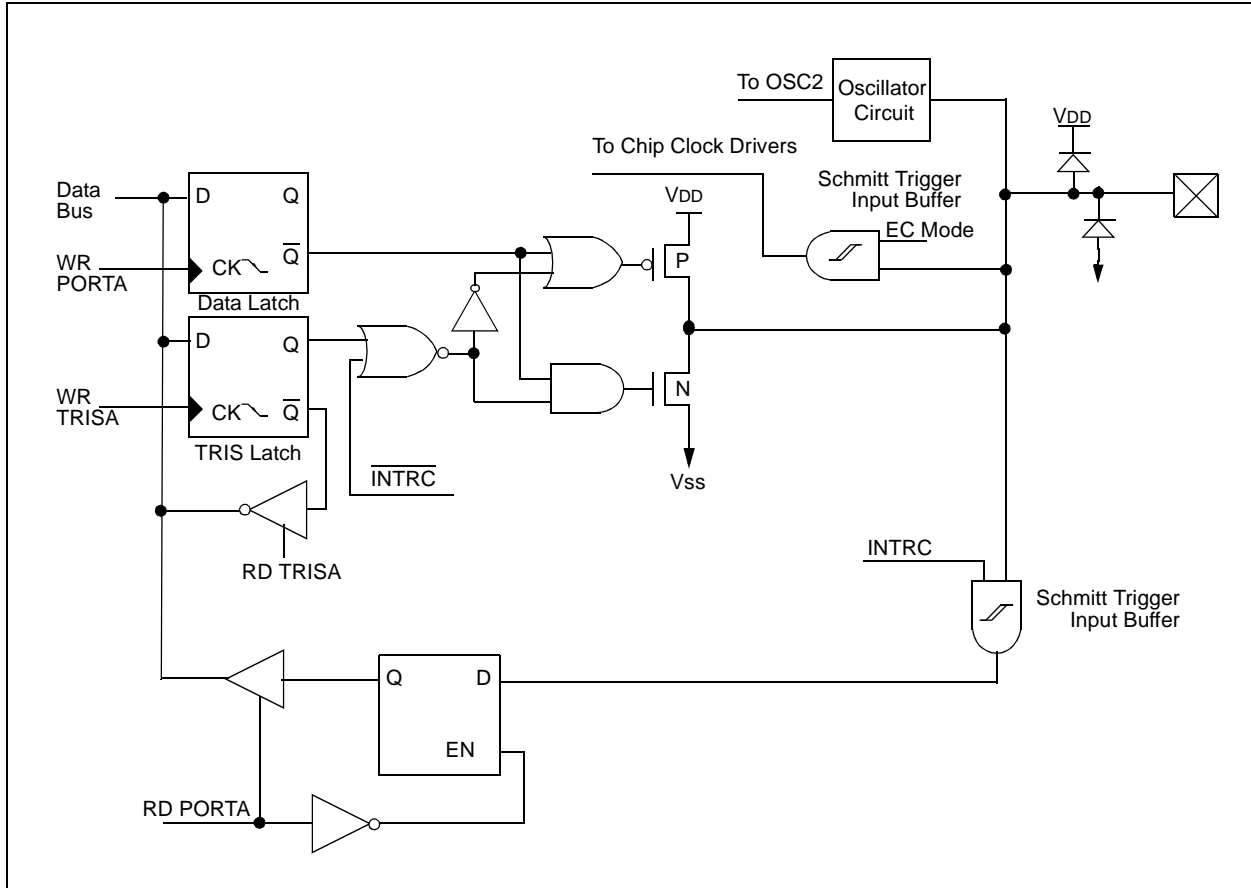 To OSC2
Oscillator
Circuit
VDD
To Chip Clock Drivers
Schmitt Trigger
Input Buffer
EC Mode
VDD
Data
Bus
D
Q
Q̅
WR
PORTA
CK
Data Latch
P
D
Q
WR
TRISA
CK
Q̅
TRIS Latch
N
I̅N̅T̅R̅C̅
Vss
RD TRISA
INTRC
Schmitt Trigger
Input Buffer
Q
D
EN
RD PORTA